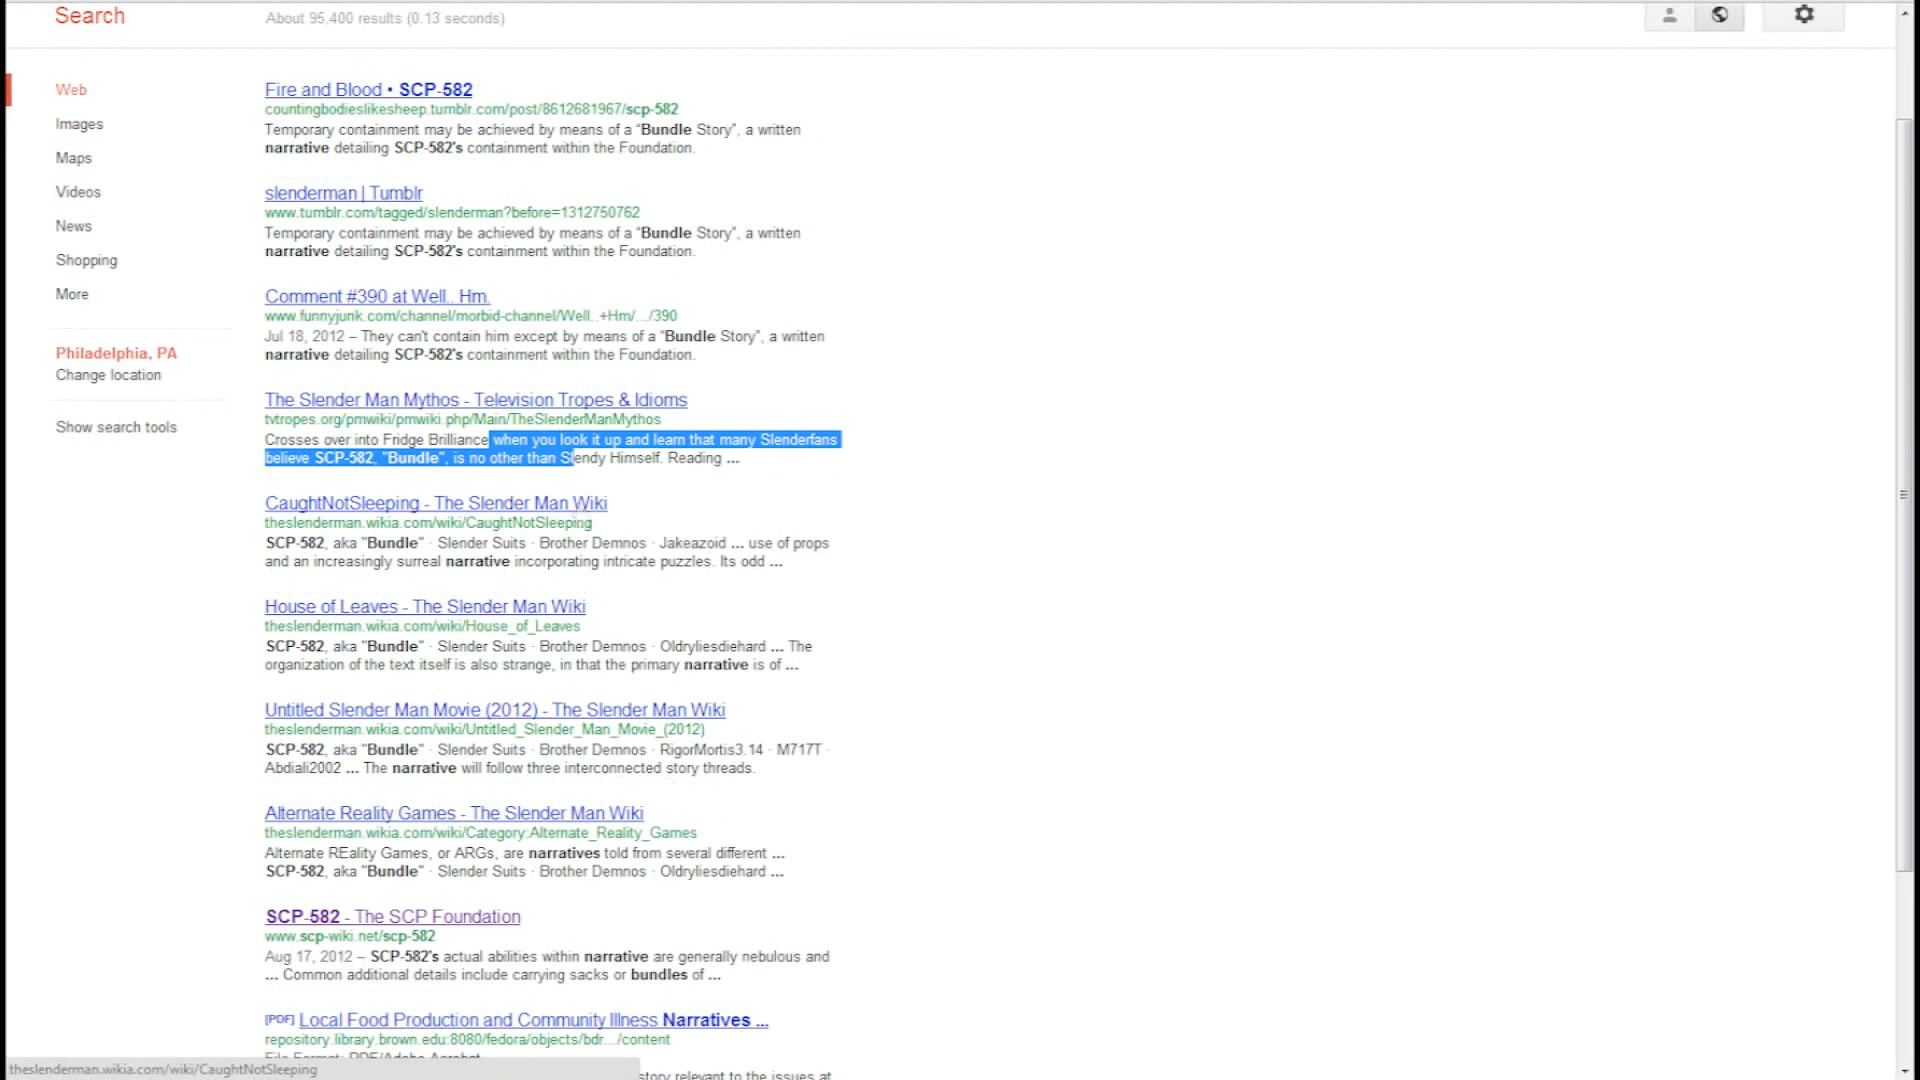 Search
About 95,400 results (0.13 seconds)
Web
Images
Maps
Videos
News
Shopping
More
Philadelphia, PA
Change location
Show search tools
Fire and Blood • SCP-582
countingbodieslikesheep.tumblr.com/post/8612681967/scp-582
Temporary containment may be achieved by means of a “Bundle Story”, a written
narrative detailing SCP-582's containment within the Foundation.
slenderman | Tumblr
www.tumblr.com/tagged/slenderman?before=1312750762
Temporary containment may be achieved by means of a “Bundle Story”, a written
narrative detailing SCP-582's containment within the Foundation.
Comment #390 at Well.. Hm.
www.funnyjunk.com/channel/morbid-channel/Well..+Hm/.../390
Jul 18, 2012 – They can't contain him except by means of a “Bundle Story”, a written
narrative detailing SCP-582's containment within the Foundation.
The Slender Man Mythos - Television Tropes & Idioms
tvtropes.org/pmwiki/pmwiki.php/Main/TheSlenderManMythos
Crosses over into Fridge Brilliance when you look it up and learn that many Slenderfans
believe SCP-582, "Bundle", is no other than Slendy Himself. Reading ...
CaughtNotSleeping - The Slender Man Wiki
theslenderman.wikia.com/wiki/CaughtNotSleeping
SCP-582, aka "Bundle" · Slender Suits · Brother Demnos · Jakeazoid ... use of props
and an increasingly surreal narrative incorporating intricate puzzles. Its odd ...
House of Leaves - The Slender Man Wiki
theslenderman.wikia.com/wiki/House_of_Leaves
SCP-582, aka "Bundle" · Slender Suits · Brother Demnos · Oldryliesdiehard ... The
organization of the text itself is also strange, in that the primary narrative is of ...
Untitled Slender Man Movie (2012) - The Slender Man Wiki
theslenderman.wikia.com/wiki/Untitled_Slender_Man_Movie_(2012)
SCP-582, aka "Bundle" · Slender Suits · Brother Demnos · RigorMortis3.14 · M717T ·
Abdiali2002 ... The narrative will follow three interconnected story threads.
Alternate Reality Games - The Slender Man Wiki
theslenderman.wikia.com/wiki/Category:Alternate_Reality_Games
Alternate REality Games, or ARGs, are narratives told from several different ...
SCP-582, aka "Bundle" · Slender Suits · Brother Demnos · Oldryliesdiehard ...
SCP-582 - The SCP Foundation
www.scp-wiki.net/scp-582
Aug 17, 2012 – SCP-582's actual abilities within narrative are generally nebulous and
... Common additional details include carrying sacks or bundles of ...
[PDF] Local Food Production and Community Illness Narratives ...
repository.library.brown.edu:8080/fedora/objects/bdr.../content
File Format: PDF/Adobe Acrobat
story relevant to the issues at
theslenderman.wikia.com/wiki/CaughtNotSleeping